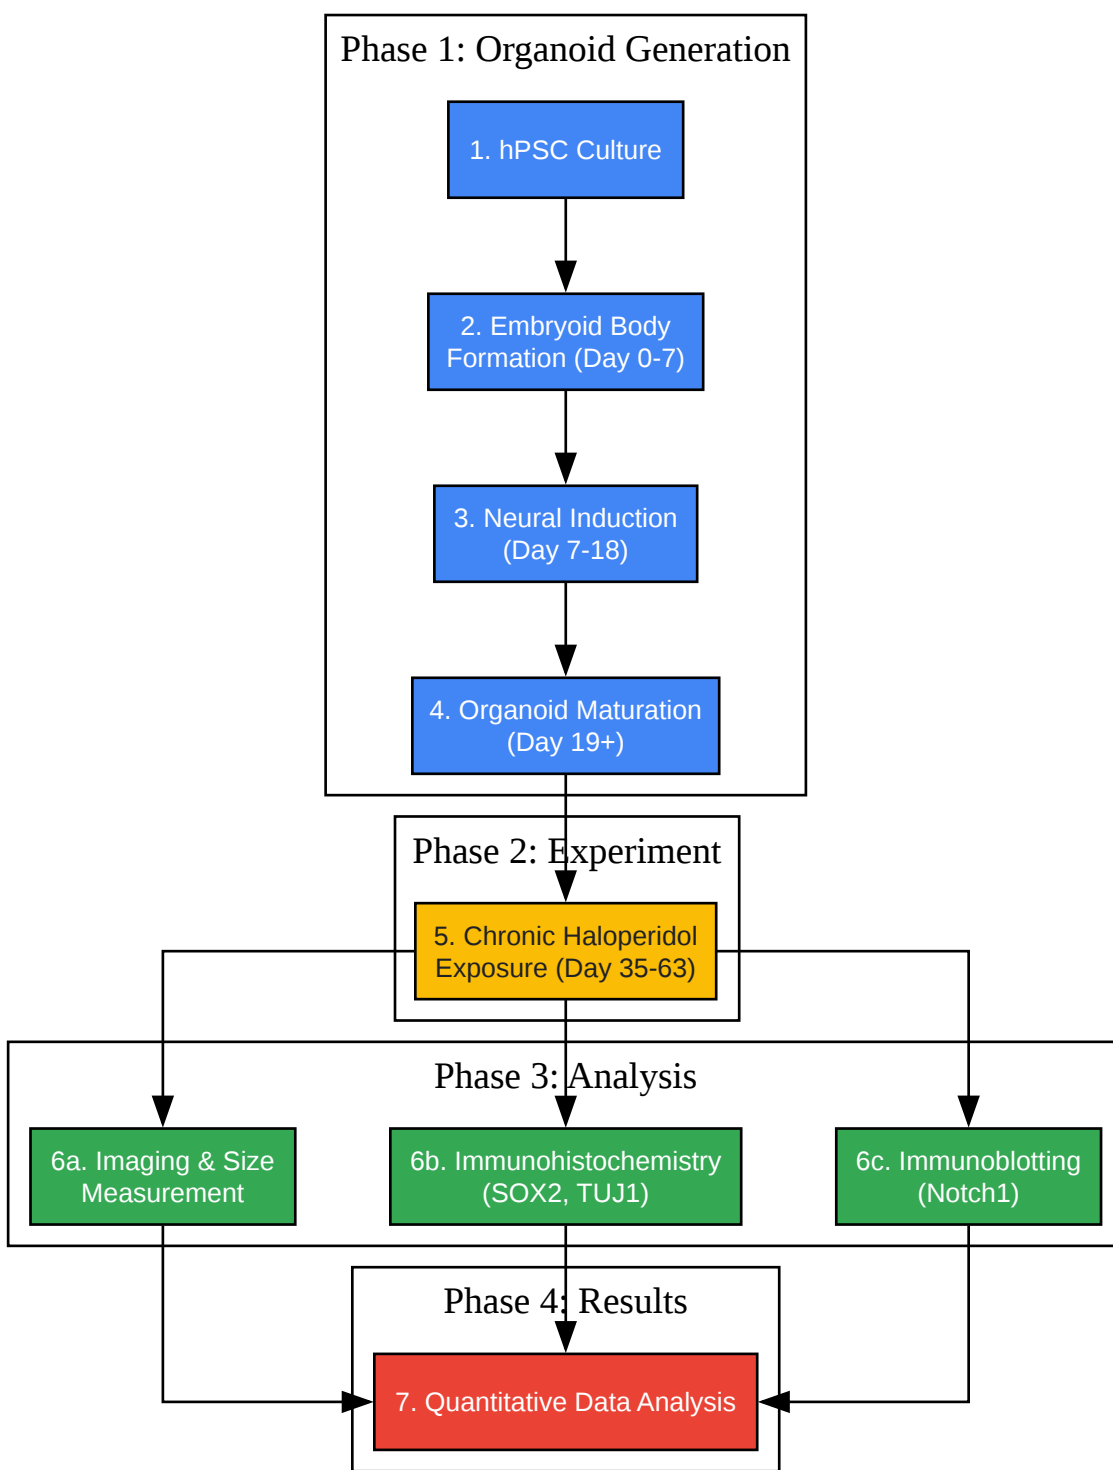 Phase 1: Organoid Generation
1. hPSC Culture
2. Embryoid Body
Formation (Day 0-7)
3. Neural Induction
(Day 7-18)
4. Organoid Maturation
(Day 19+)
Phase 2: Experiment
5. Chronic Haloperidol
Exposure (Day 35-63)
Phase 3: Analysis
6a. Imaging & Size
Measurement
6b. Immunohistochemistry
(SOX2, TUJ1)
6c. Immunoblotting
(Notch1)
Phase 4: Results
7. Quantitative Data Analysis